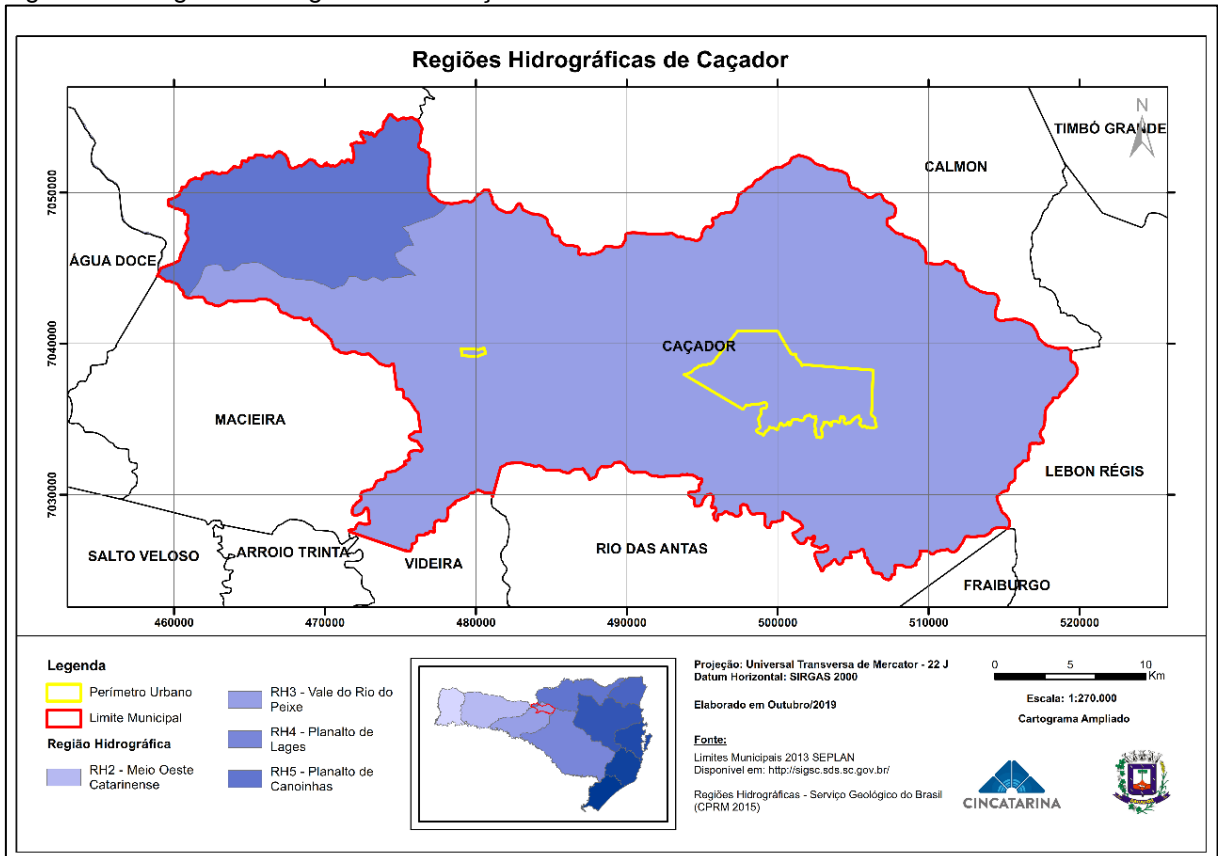 Regiões Hidrográficas de Caçador
N
TIMBÓ GRANDE
CALMON
7050000
ÁGUA DOCE
7040000
CAÇADOR
MACIEIRA
LEBON RÉGIS
7030000
SALTO VELOSO
ARROIO TRINTA
VIDEIRA
RIO DAS ANTAS
FRAIBURGO
460000
470000
480000
490000
500000
510000
520000
Legenda
Perímetro Urbano
Limite Municipal
Região Hidrográfica
RH2 - Meio Oeste
Catarinense
RH3 - Vale do Rio do
Peixe
RH4 - Planalto de
Lages
RH5 - Planalto de
Canoinhas
Projeção: Universal Transversa de Mercator - 22 J
Datum Horizontal: SIRGAS 2000
Elaborado em Outubro/2019
Fonte:
Limites Municipais 2013 SEPLAN
Disponível em: http://sigsc.sds.sc.gov.br/
Regiões Hidrográficas - Serviço Geológico do Brasil
(CPRM 2015)
0 5 10
Km
Escala: 1:270.000
Cartograma Ampliado
CINCATARINA